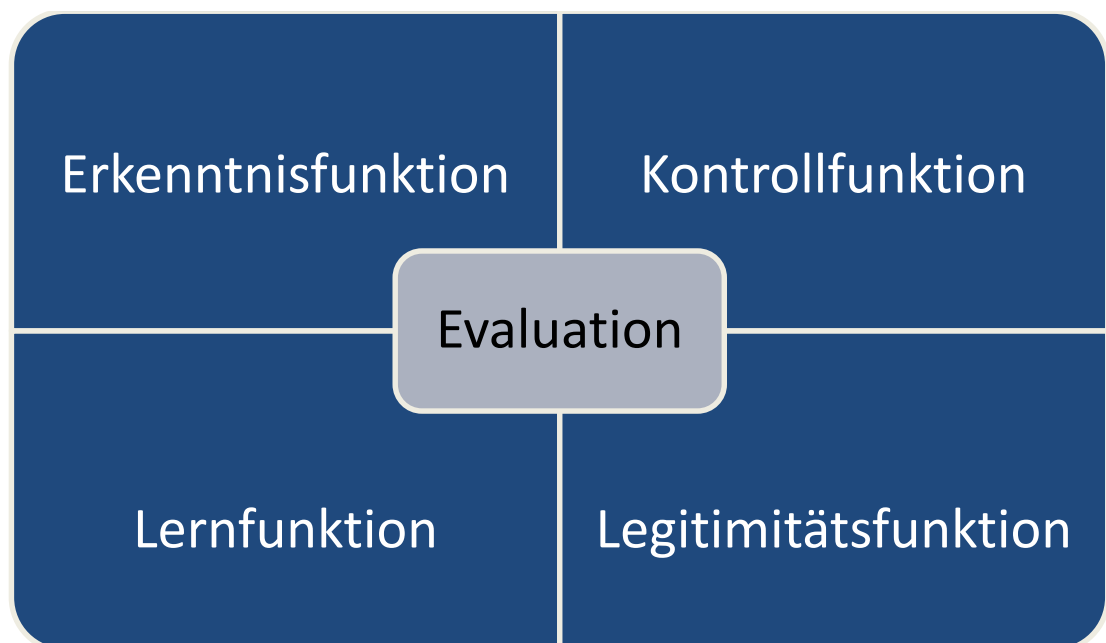 Erkenntnisfunktion
Kontrollfunktion
Evaluation
Lernfunktion
Legitimitätsfunktion